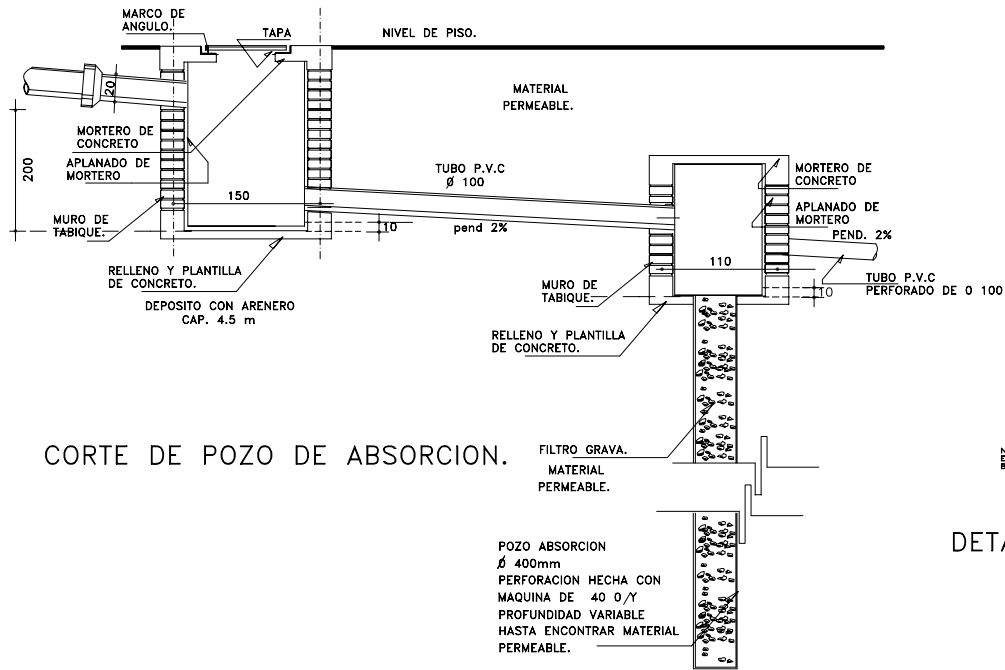 MARCO DE
ANGULO.
TAPA
NIVEL DE PISO.
20
MATERIAL
PERMEABLE.
200
MORTERO DE
CONCRETO
APLANADO DE
MORTERO
MURO DE
TABIQUE.
150
10
TUBO P.V.C
Ø 100
pend 2%
RELLENO Y PLANTILLA
DE CONCRETO.
DEPOSITO CON ARENERO
CAP. 4.5 m
MORTERO DE
CONCRETO
APLANADO DE
MORTERO
PEND. 2%
110
10
TUBO P.V.C
PERFORADO DE 0 100
MURO DE
TABIQUE.
RELLENO Y PLANTILLA
DE CONCRETO.
CORTE DE POZO DE ABSORCION.
FILTRO GRAVA.
MATERIAL
PERMEABLE.
POZO ABSORCION
Ø 400mm
PERFORACION HECHA CON
MAQUINA DE 40 0/Y
PROFUNDIDAD VARIABLE
HASTA ENCONTRAR MATERIAL
PERMEABLE.
DETA